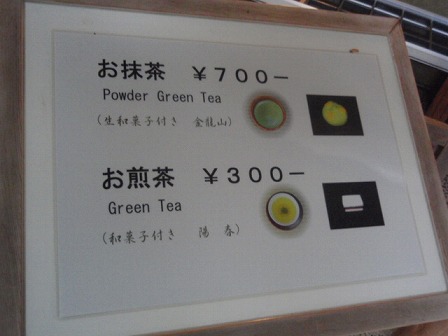 お抹茶　￥７００－
Powder Green Tea
(生和菓子付き　金龍山)
お煎茶　￥３００－
Green Tea
(和菓子付き　陽　春)